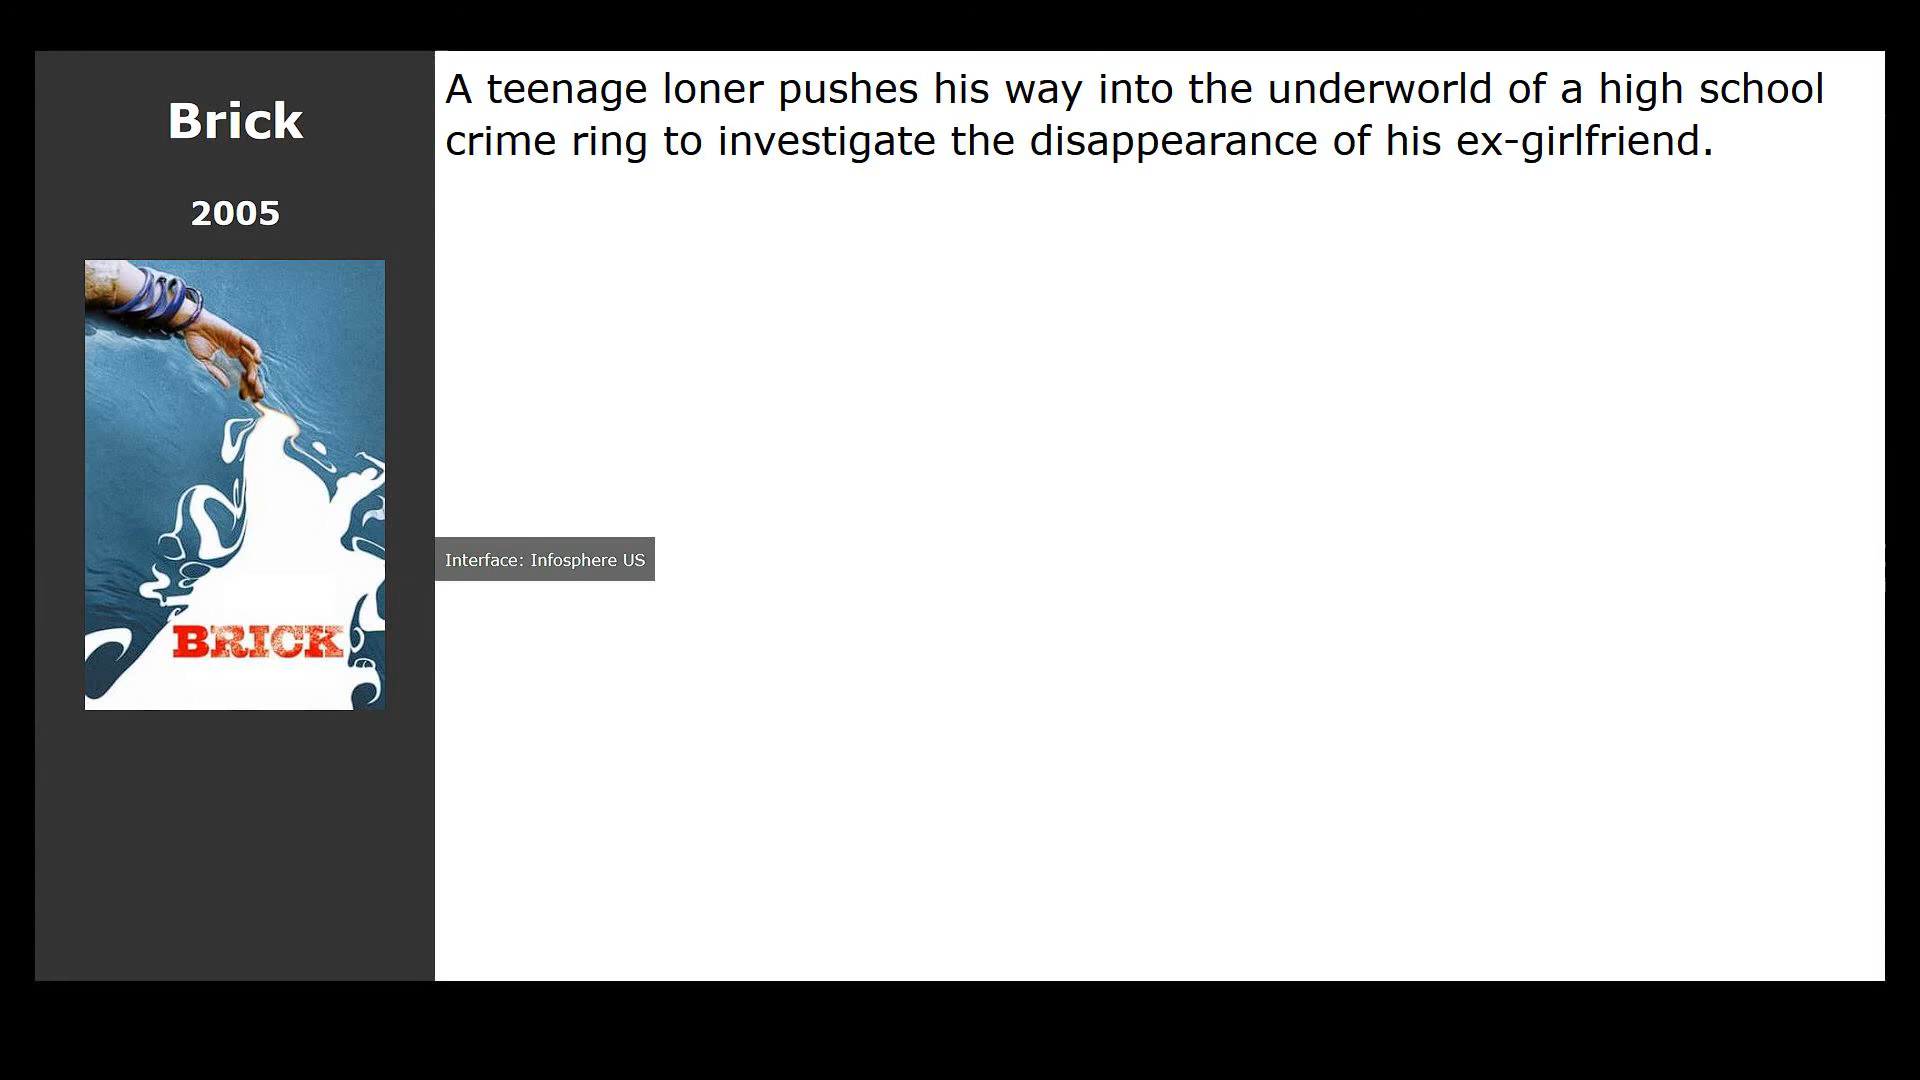 Brick
2005
BRICK
A teenage loner pushes his way into the underworld of a high school
crime ring to investigate the disappearance of his ex-girlfriend.
Interface: Infosphere US